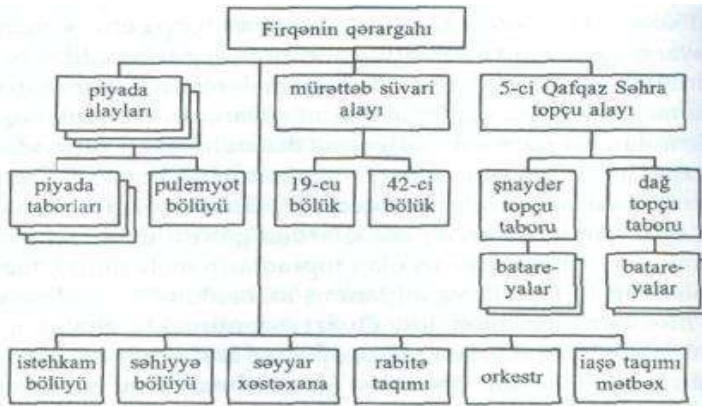 Firqənin qərargahı
piyada
alayları
mürəttəb süvari
alayı
5-ci Qafqaz Səhra
topçu alayı
piyada
taborları
pulemyot
bölüyü
19-cu
bölük
42-ci
bölük
şnayder
topçu
taboru
dağ
topçu
taboru
batare-
yalar
batare-
yalar
istehkam
bölüyü
səhiyyə
bölüyü
səyyar
xəstəxana
rabitə
taqımı
orkestr
iaşə taqımı
mətbəx